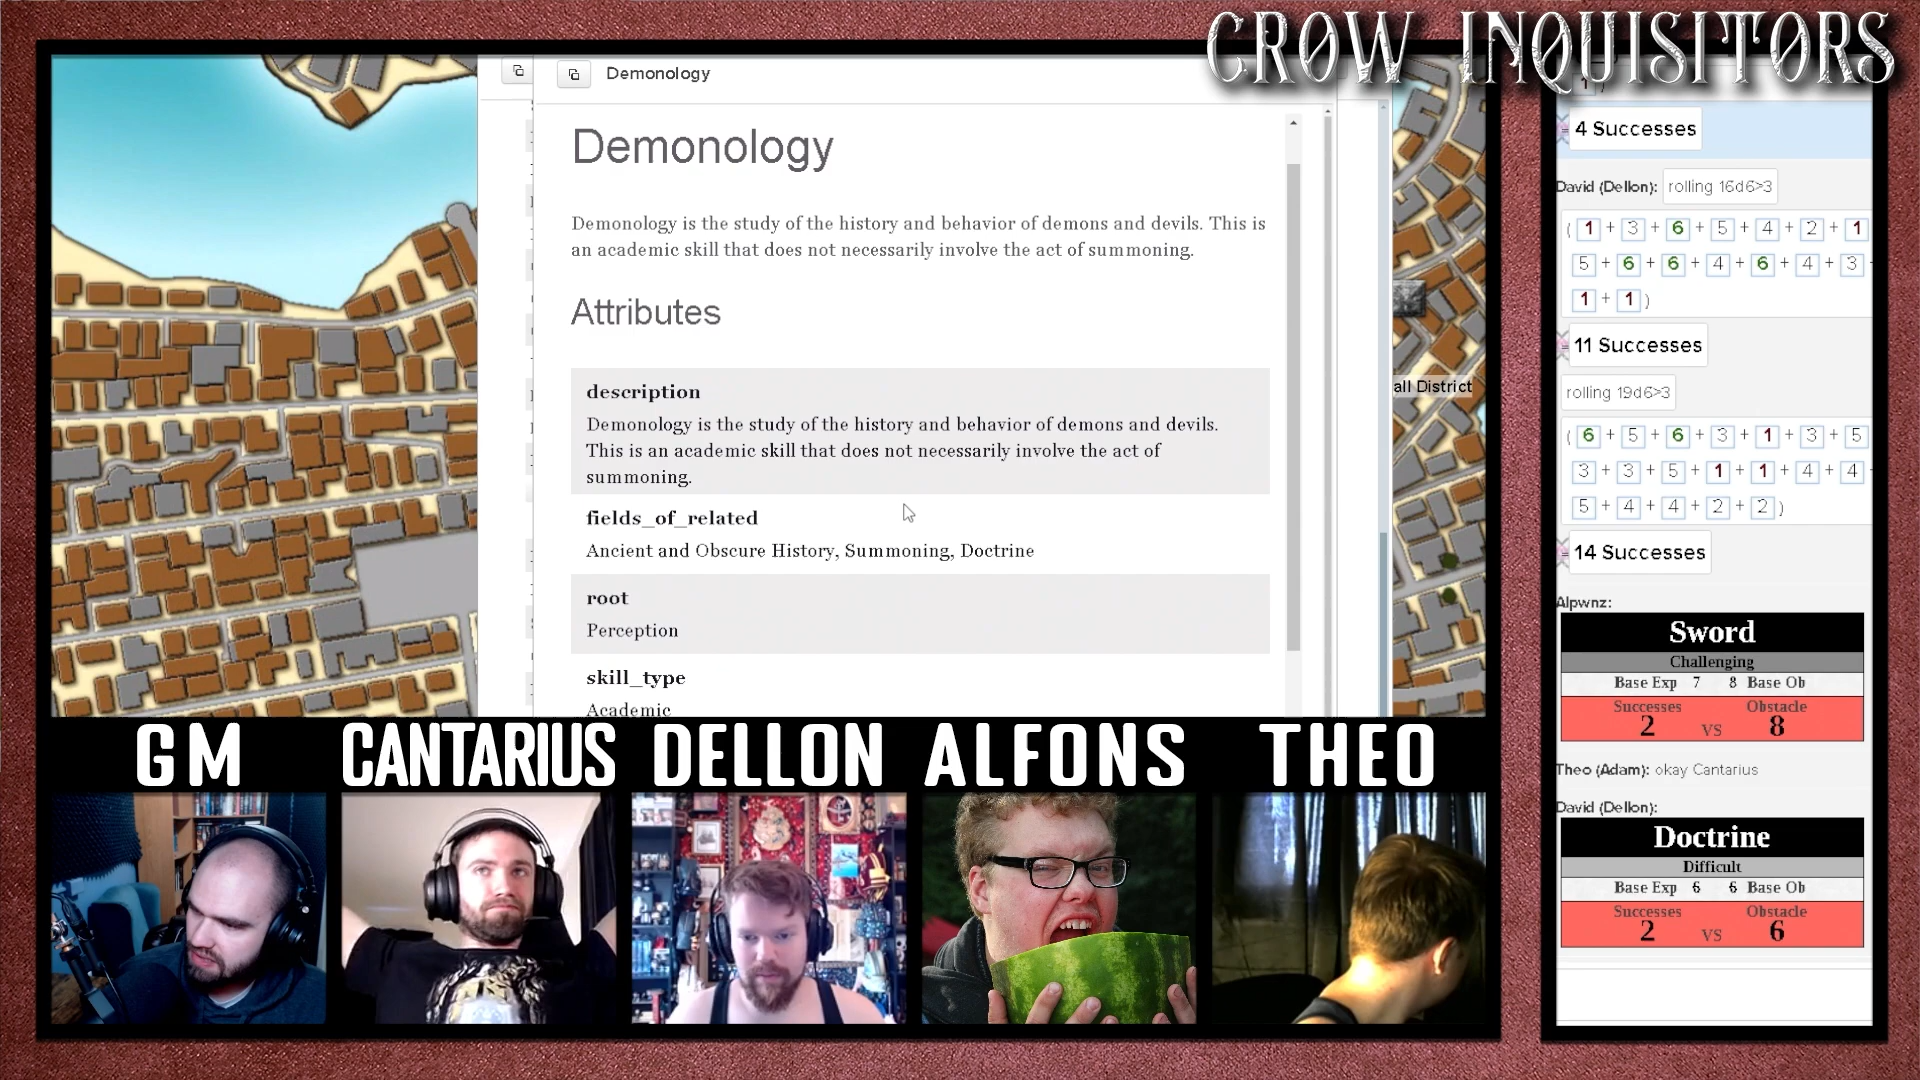 CROW INQUISITORS
Demonology
Demonology
Demonology is the study of the history and behavior of demons and devils. This is
an academic skill that does not necessarily involve the act of summoning.
Attributes
description
Demonology is the study of the history and behavior of demons and devils.
This is an academic skill that does not necessarily involve the act of
summoning.
fields_of_related
Ancient and Obscure History, Summoning, Doctrine
root
Perception
skill_type
Academic
all District
4 Successes
David (Dellon): rolling 16d6>3
( 1 + 3 + 6 + 5 + 4 + 2 + 1
5 + 6 + 6 + 4 + 6 + 4 + 3 +
1 + 1 )
11 Successes
rolling 19d6>3
( 6 + 5 + 6 + 3 + 1 + 3 + 5
3 + 3 + 5 + 1 + 1 + 4 + 4 +
5 + 4 + 4 + 2 + 2 )
14 Successes
Alpwnz:
Sword
Challenging
Base Exp 7 8 Base Ob
Successes Obstacle
2 VS 8
Theo (Adam): okay Cantarius
David (Dellon):
Doctrine
Difficult
Base Exp 6 6 Base Ob
Successes Obstacle
2 VS 6
GM CANTARIUS DELLON ALFONS THEO